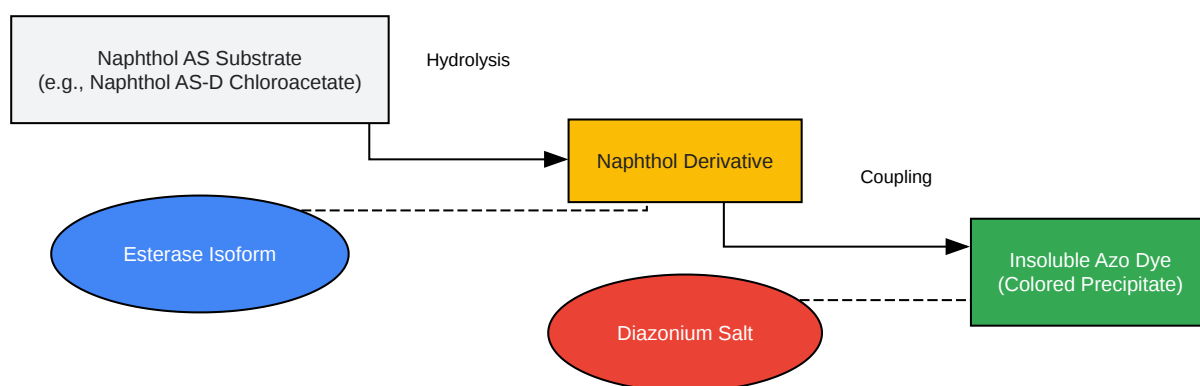 Naphthol AS Substrate
(e.g., Naphthol AS-D Chloroacetate)
Hydrolysis
Naphthol Derivative
Coupling
Esterase Isoform
Insoluble Azo Dye
(Colored Precipitate)
Diazonium Salt